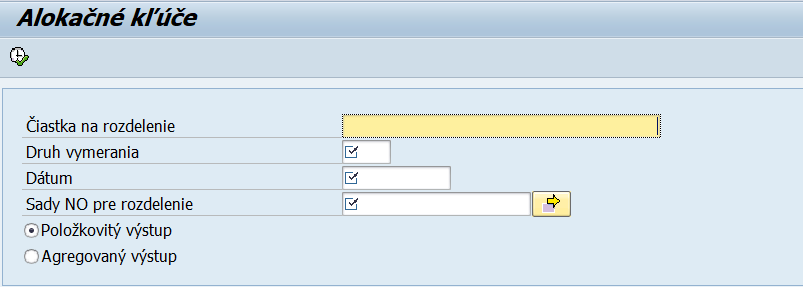 Alokačné kľúče
Čiastka na rozdelenie
Druh vymerania
Dátum
Sady NO pre rozdelenie
Položkovitý výstup
Agregovaný výstup